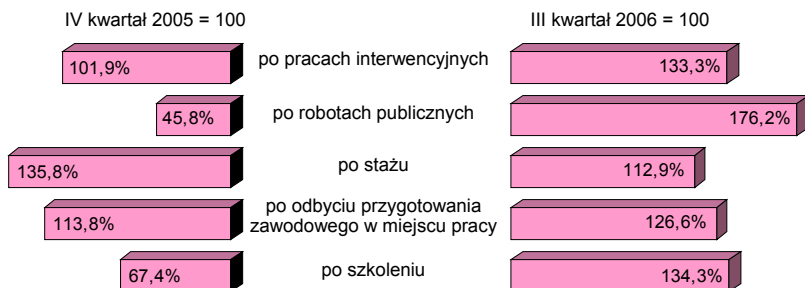 IV kwartał 2005 = 100
III kwartał 2006 = 100
101,9%
po pracach interwencyjnych
133,3%
45,8%
po robotach publicznych
176,2%
135,8%
po stażu
112,9%
113,8%
po odbyciu przygotowania
zawodowego w miejscu pracy
126,6%
67,4%
po szkoleniu
134,3%